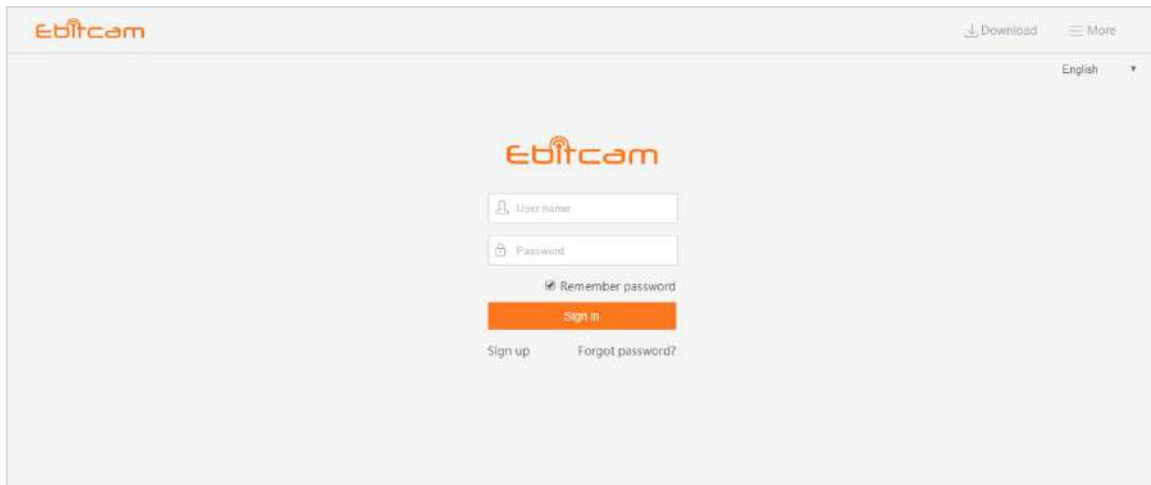 Ebitcam
Download
More
English
Ebitcam
User name
Password
Remember password
Sign in
Sign up
Forgot password?